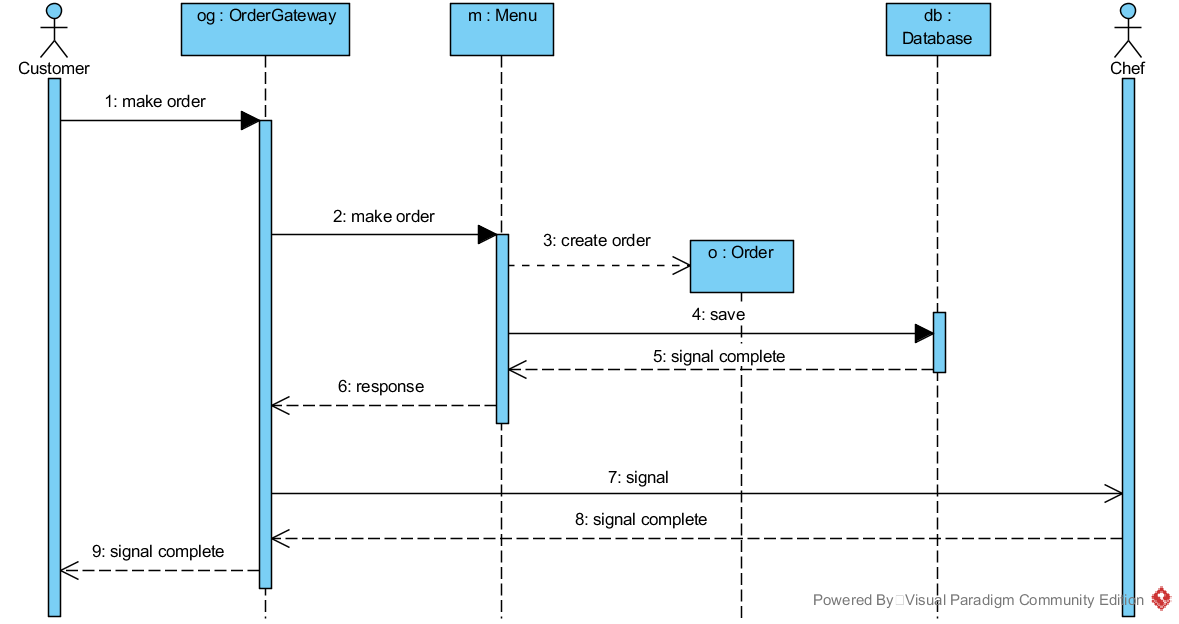 og : OrderGateway
m : Menu
db :
Database
Customer
Chef
1: make order
2: make order
3: create order
o : Order
4: save
5: signal complete
6: response
7: signal
8: signal complete
9: signal complete
Powered By Visual Paradigm Community Edition